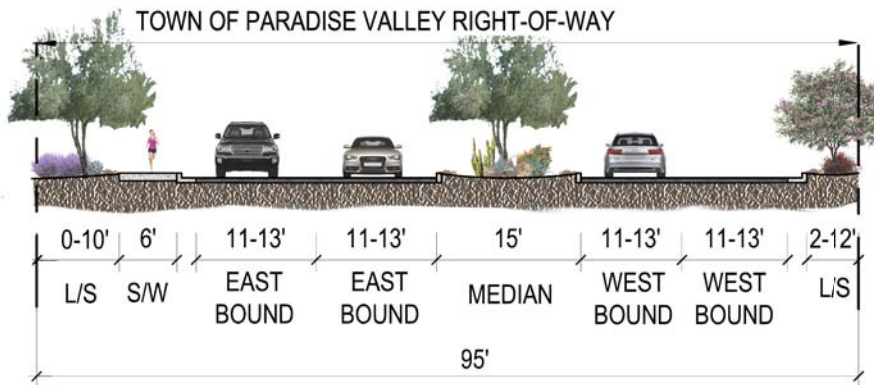 TOWN OF PARADISE VALLEY RIGHT-OF-WAY
0-10' 6' 11-13' 11-13' 15' 11-13' 11-13' 2-12'
L/S S/W EAST BOUND EAST BOUND MEDIAN WEST BOUND WEST BOUND L/S
95'